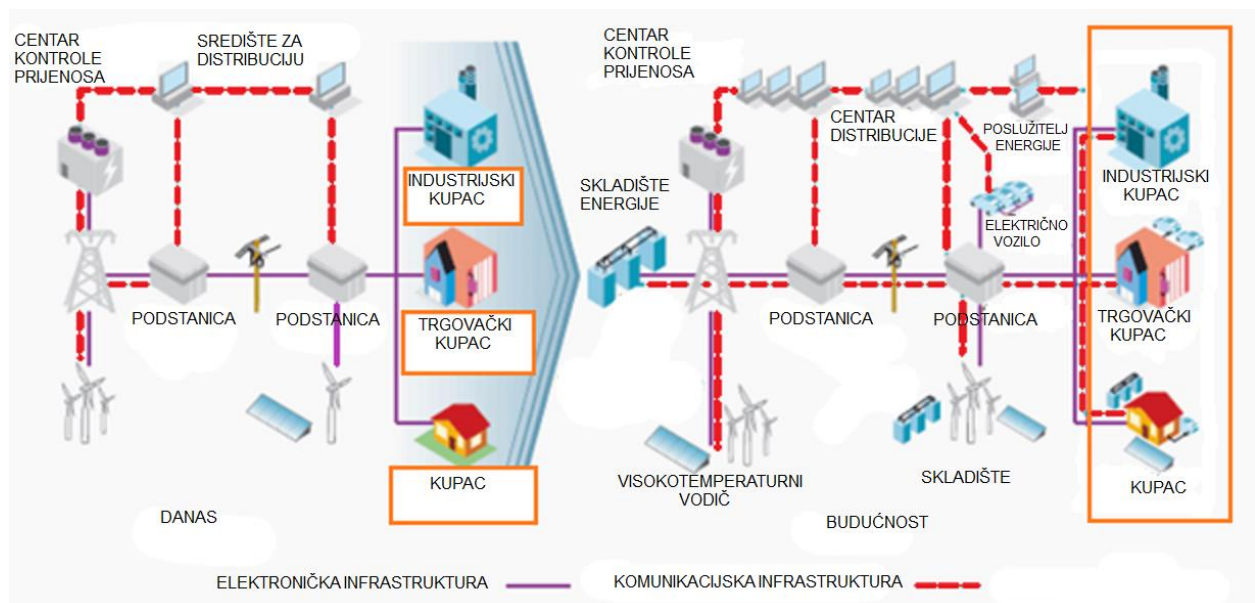 CENTAR
KONTROLE
PRIJENOSA
SREDIŠTE ZA
DISTRIBUCIJU
INDUSTRIJSKI
KUPAC
TRGOVAČKI
KUPAC
KUPAC
PODSTANICA
PODSTANICA
DANAS
CENTAR
KONTROLE
PRIJENOSA
CENTAR
DISTRIBUCIJE
POSLUŽITELJ
ENERGIJE
SKLADIŠTE
ENERGIJE
ELEKTRIČNO
VOZILO
INDUSTRIJSKI
KUPAC
PODSTANICA
PODSTANICA
TRGOVAČKI
KUPAC
VISOKOTEMPERATURNI
VODIČ
SKLADIŠTE
KUPAC
BUDUĆNOST
ELEKTRONIČKA INFRASTRUKTURA
KOMUNIKACIJSKA INFRASTRUKTURA